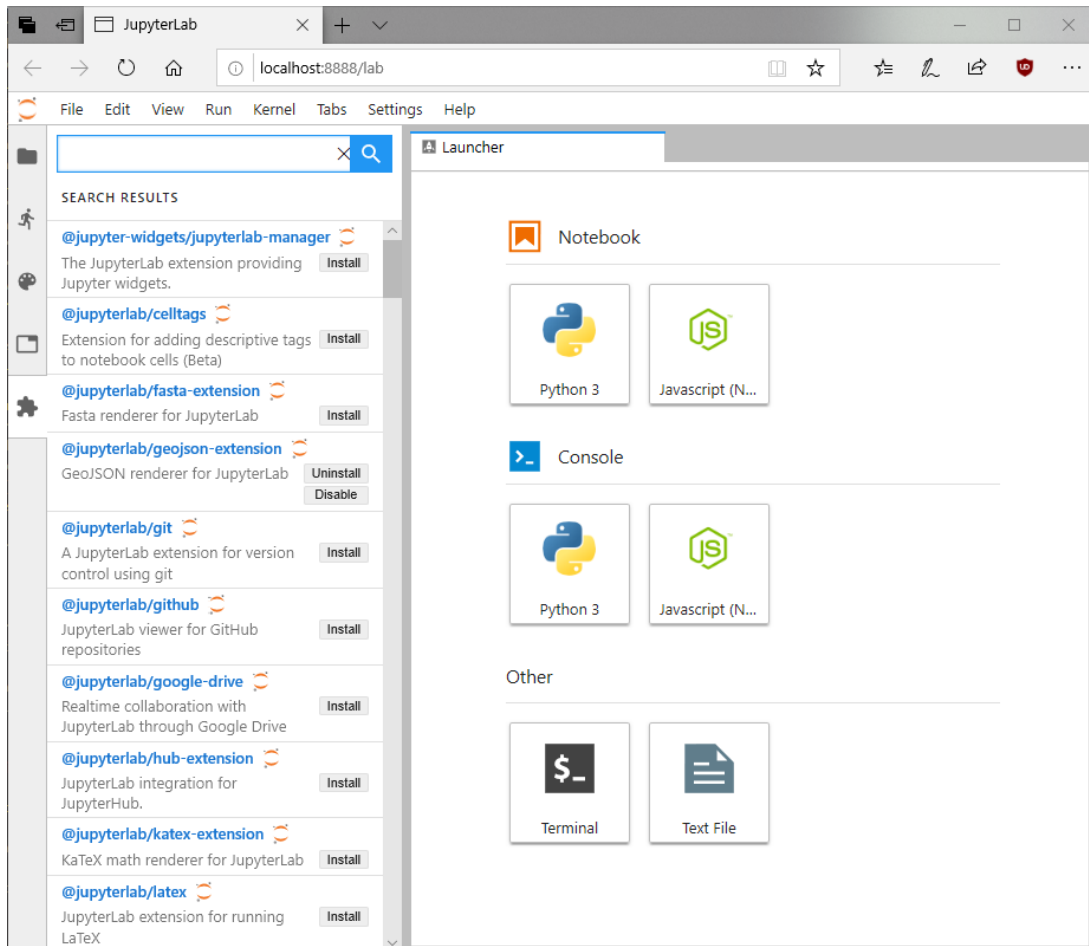 JupyterLab
localhost:8888/lab
UD
File Edit View Run Kernel Tabs Settings Help
SEARCH RESULTS
@jupyter-widgets/jupyterlab-manager
The JupyterLab extension providing
Jupyter widgets.
Install
@jupyterlab/celltags
Extension for adding descriptive tags
to notebook cells (Beta)
Install
@jupyterlab/fasta-extension
Fasta renderer for JupyterLab
Install
@jupyterlab/geojson-extension
GeoJSON renderer for JupyterLab
Uninstall
Disable
@jupyterlab/git
A JupyterLab extension for version
control using git
Install
@jupyterlab/github
JupyterLab viewer for GitHub
repositories
Install
@jupyterlab/google-drive
Realtime collaboration with
JupyterLab through Google Drive
Install
@jupyterlab/hub-extension
JupyterLab integration for
JupyterHub.
Install
@jupyterlab/katex-extension
KaTeX math renderer for JupyterLab
Install
@jupyterlab/latex
JupyterLab extension for running
LaTeX
Install
Launcher
Notebook
Python 3
JS
Javascript (N...
Console
Python 3
JS
Javascript (N...
Other
$_
Terminal
Text File